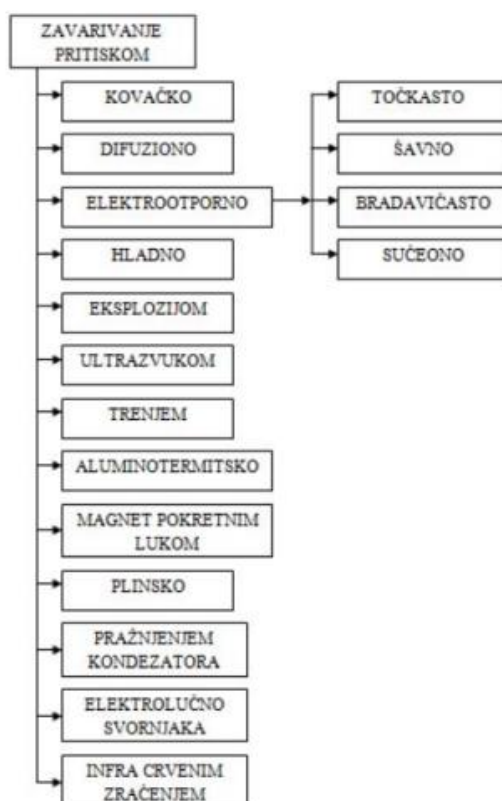 ZAVARIVANJE
PRITISKOM
KOVAČKO
DIFUZIONO
ELEKTROOTPORNO
HLADNO
EKSPLOZIJOM
ULTRAZVUKOM
TRENJEM
ALUMINOTERMITSKO
MAGNET POKRETNIM
LUKOM
PLINSKO
PRAŽNJENJEM
KONDEZATORA
ELEKTROLUČNO
SVORNJAKA
INFRA CRVENIM
ZRAČENJEM
TOČKASTO
ŠAVNO
BRADAVIČASTO
SUČEONO